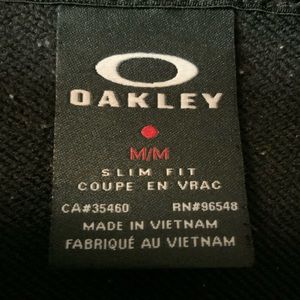 OAKLEY
M/M
SLIM FIT
COUPE EN VRAC
CA#35460 RN#96548
MADE IN VIETNAM
FABRIQUÉ AU VIETNAM